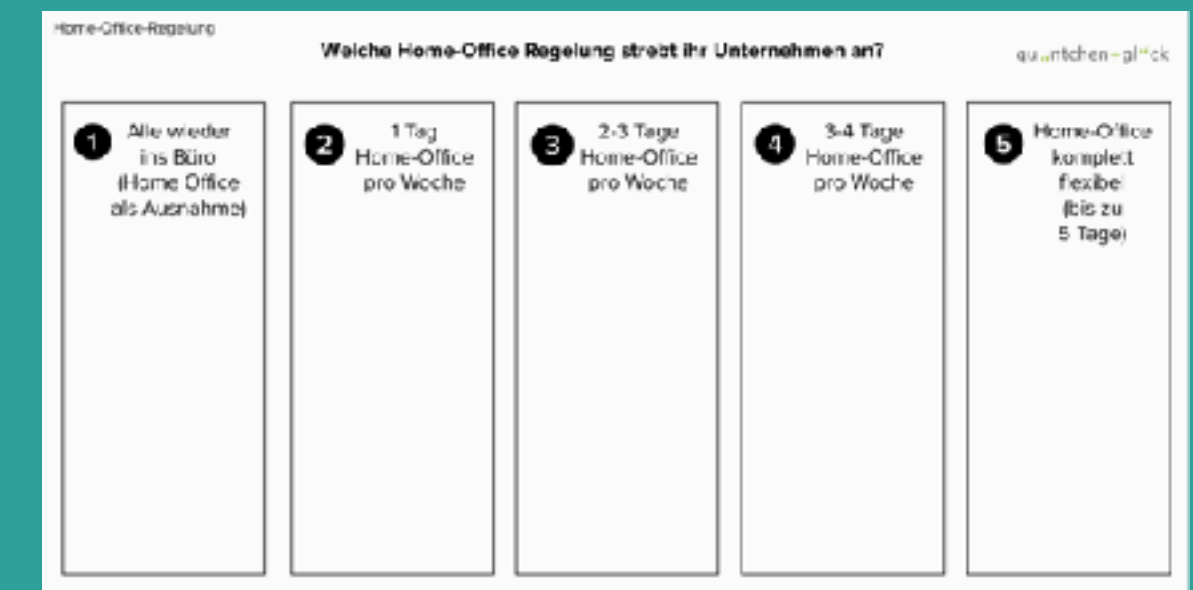 Home-Office-Regelung
Welche Home-Office Regelung strebt ihr Unternehmen an?
quäntchen+glück
1 Alle wieder
ins Büro
(Home Office
als Ausnahme)
2 1 Tag
Home-Office
pro Woche
3 2-3 Tage
Home-Office
pro Woche
4 3-4 Tage
Home-Office
pro Woche
5 Home-Office
komplett
flexibel
(bis zu
5 Tage)